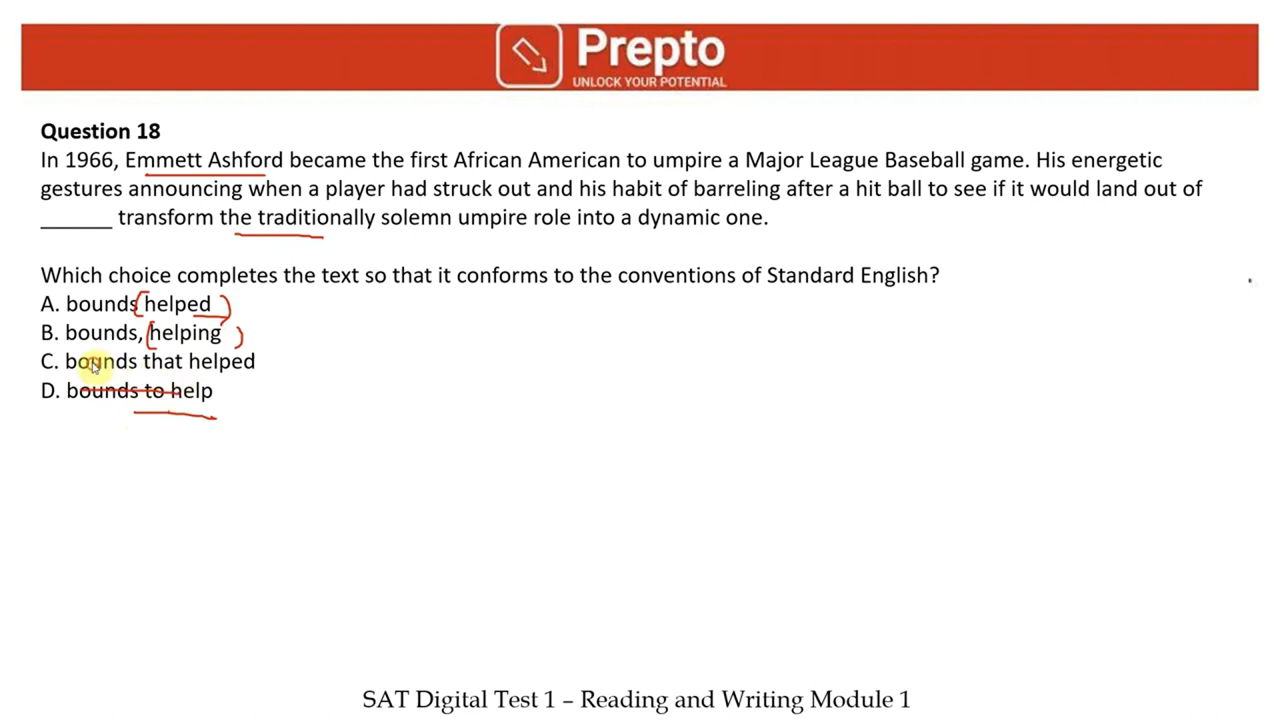 Prepto
UNLOCK YOUR POTENTIAL
Question 18
In 1966, Emmett Ashford became the first African American to umpire a Major League Baseball game. His energetic
gestures announcing when a player had struck out and his habit of barreling after a hit ball to see if it would land out of
______ transform the traditionally solemn umpire role into a dynamic one.
Which choice completes the text so that it conforms to the conventions of Standard English?
A. bounds helped
B. bounds, helping
C. bounds that helped
D. bounds to help
SAT Digital Test 1 – Reading and Writing Module 1